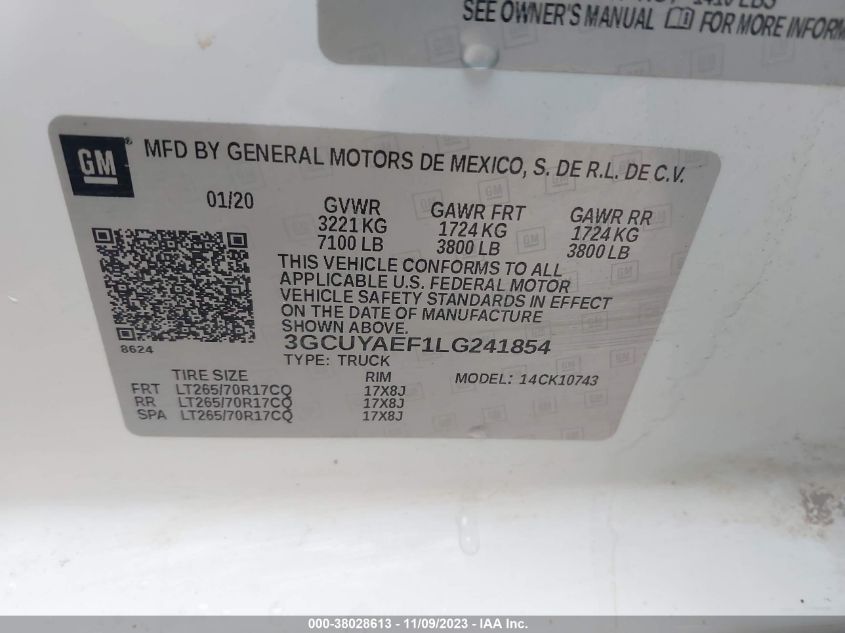 1410 LBS
SEE OWNER'S MANUAL FOR MORE INFORM
GM
MFD BY GENERAL MOTORS DE MEXICO, S. DE R.L. DE C.V.
01/20 GVWR GAWR FRT GAWR RR
3221 KG 1724 KG 1724 KG
7100 LB 3800 LB 3800 LB
THIS VEHICLE CONFORMS TO ALL
APPLICABLE U.S. FEDERAL MOTOR
VEHICLE SAFETY STANDARDS IN EFFECT
ON THE DATE OF MANUFACTURE
SHOWN ABOVE.
8624
3GCUYAEF1LG241854
TYPE: TRUCK
TIRE SIZE RIM MODEL: 14CK10743
FRT LT265/70R17CQ 17X8J
RR LT265/70R17CQ 17X8J
SPA LT265/70R17CQ 17X8J
000-38028613 - 11/09/2023 - IAA Inc.